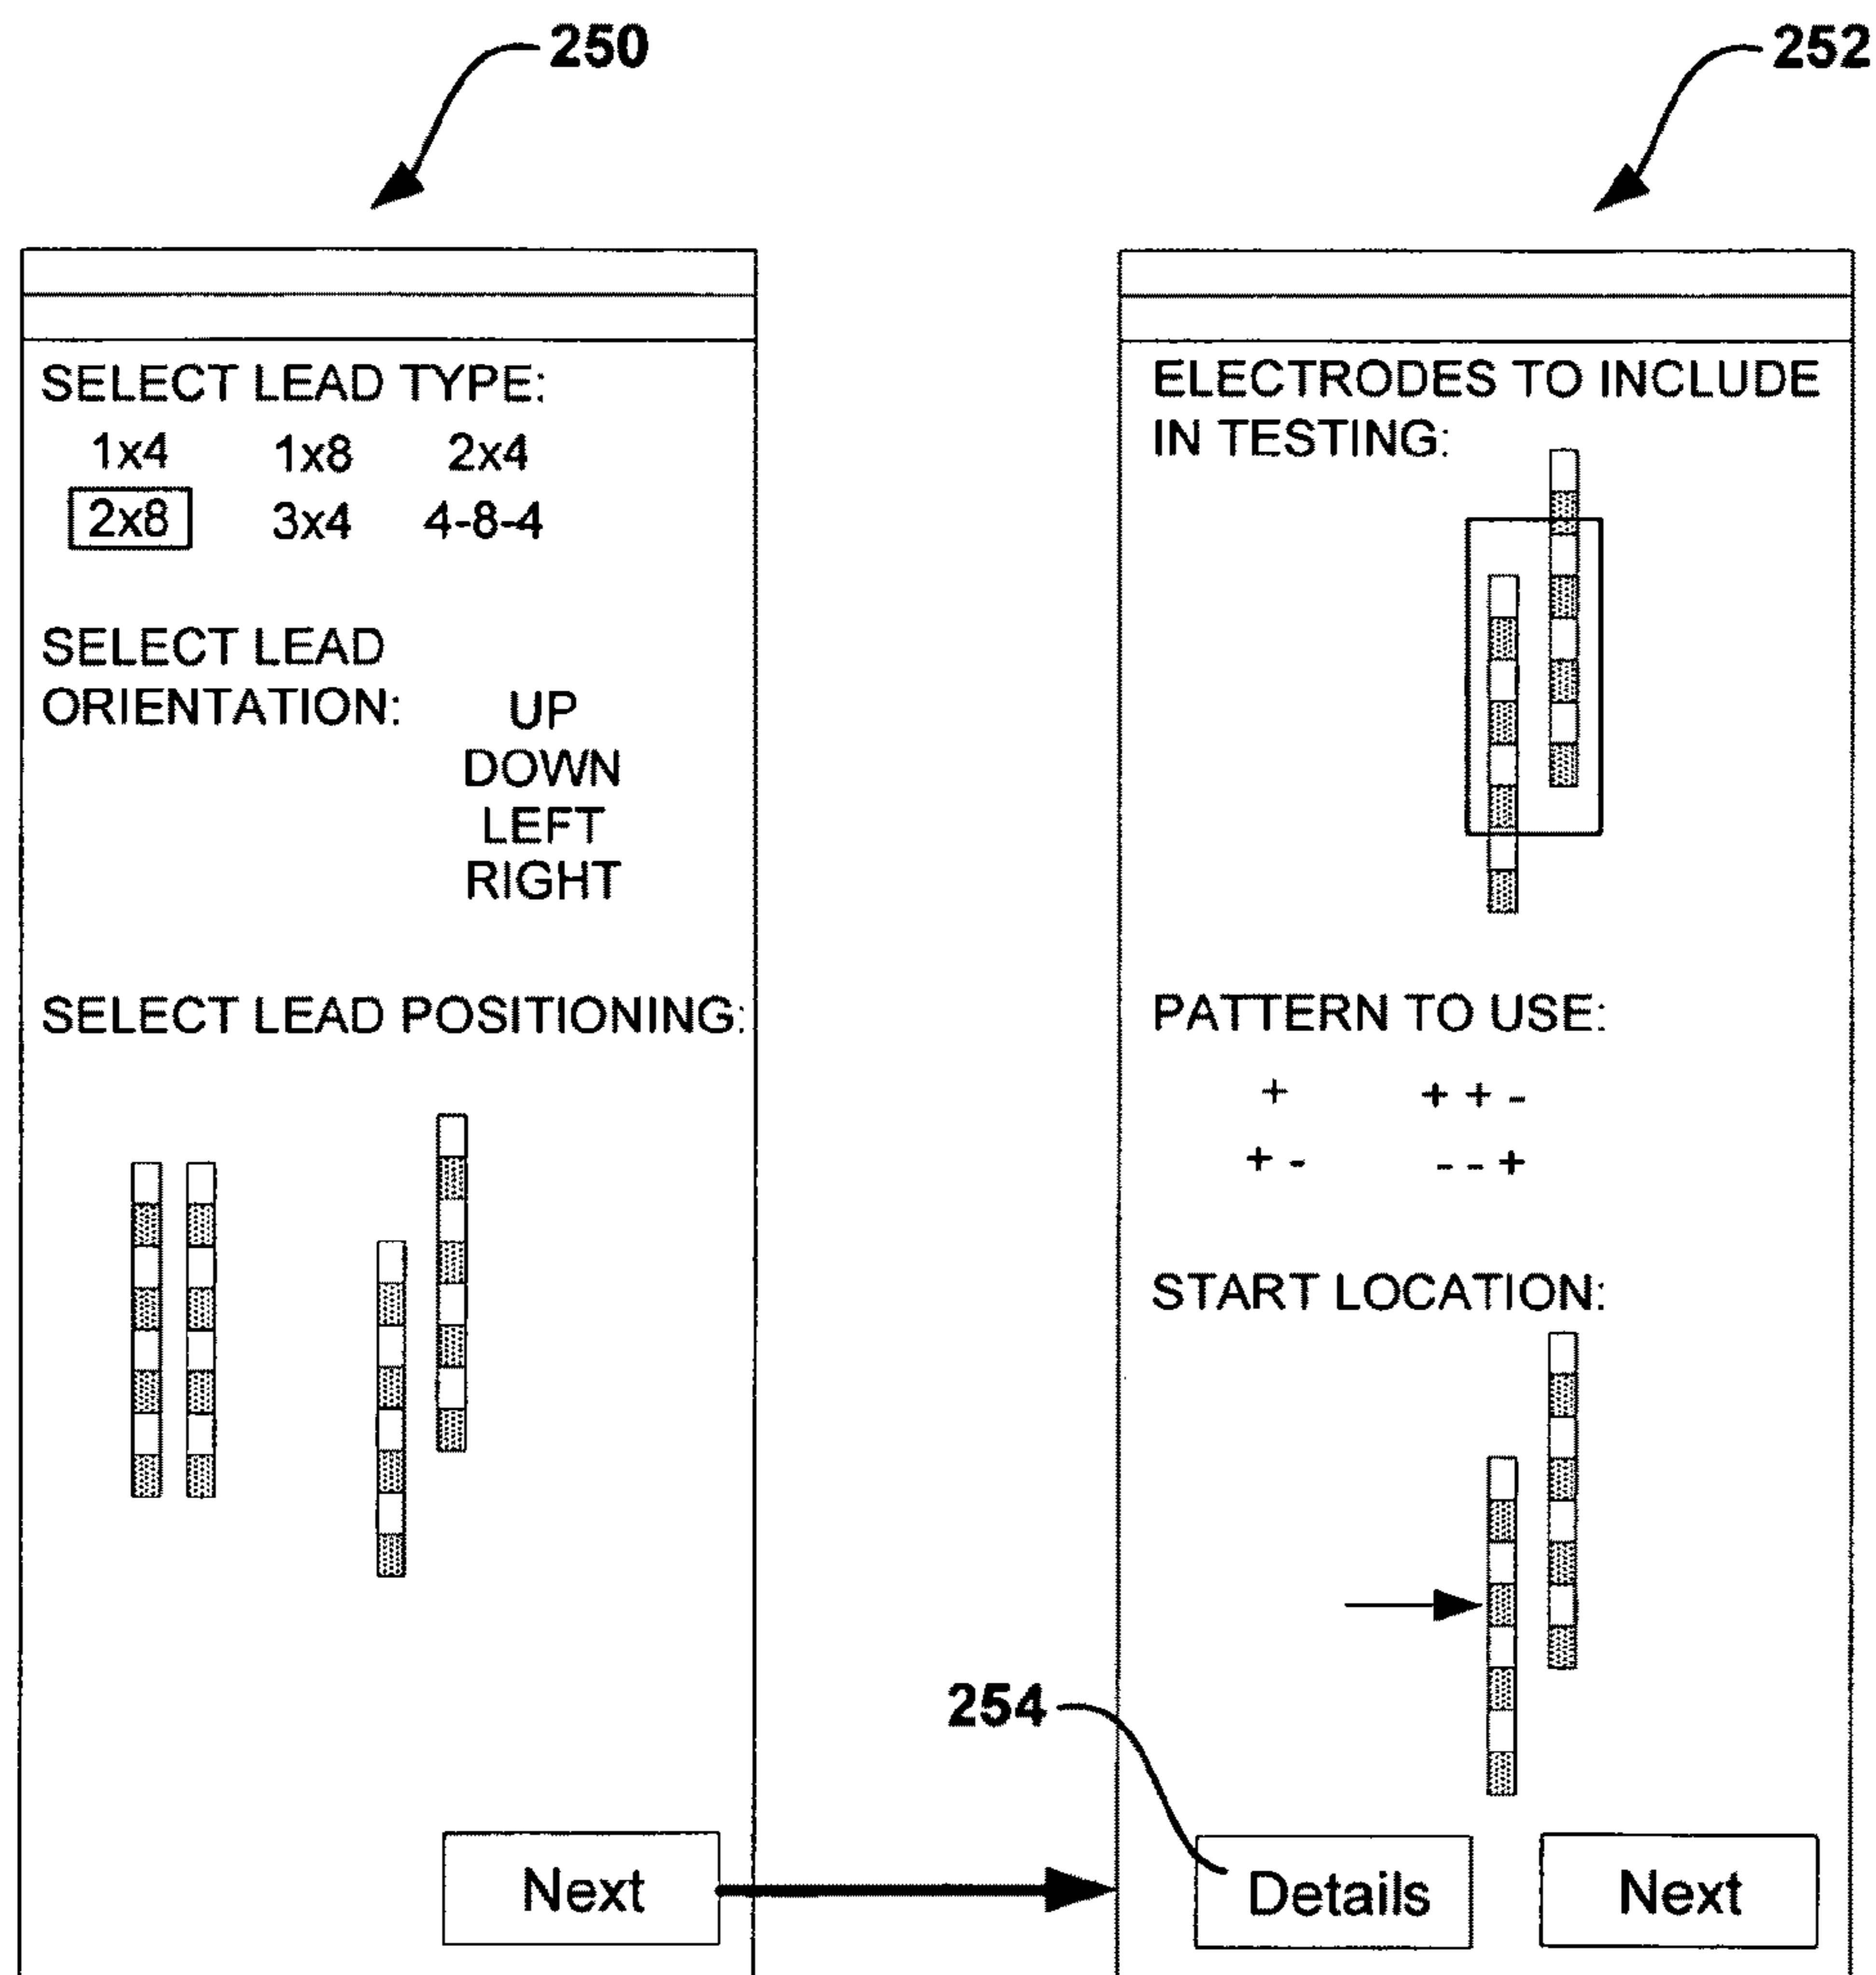 250
252
SELECT LEAD TYPE:
1x4 1x8 2x4
2x8 3x4 4-8-4
SELECT LEAD
ORIENTATION:
UP
DOWN
LEFT
RIGHT
SELECT LEAD POSITIONING:
Next
ELECTRODES TO INCLUDE
IN TESTING:
PATTERN TO USE:
+ + + -
+ - - - +
START LOCATION:
254
Details
Next